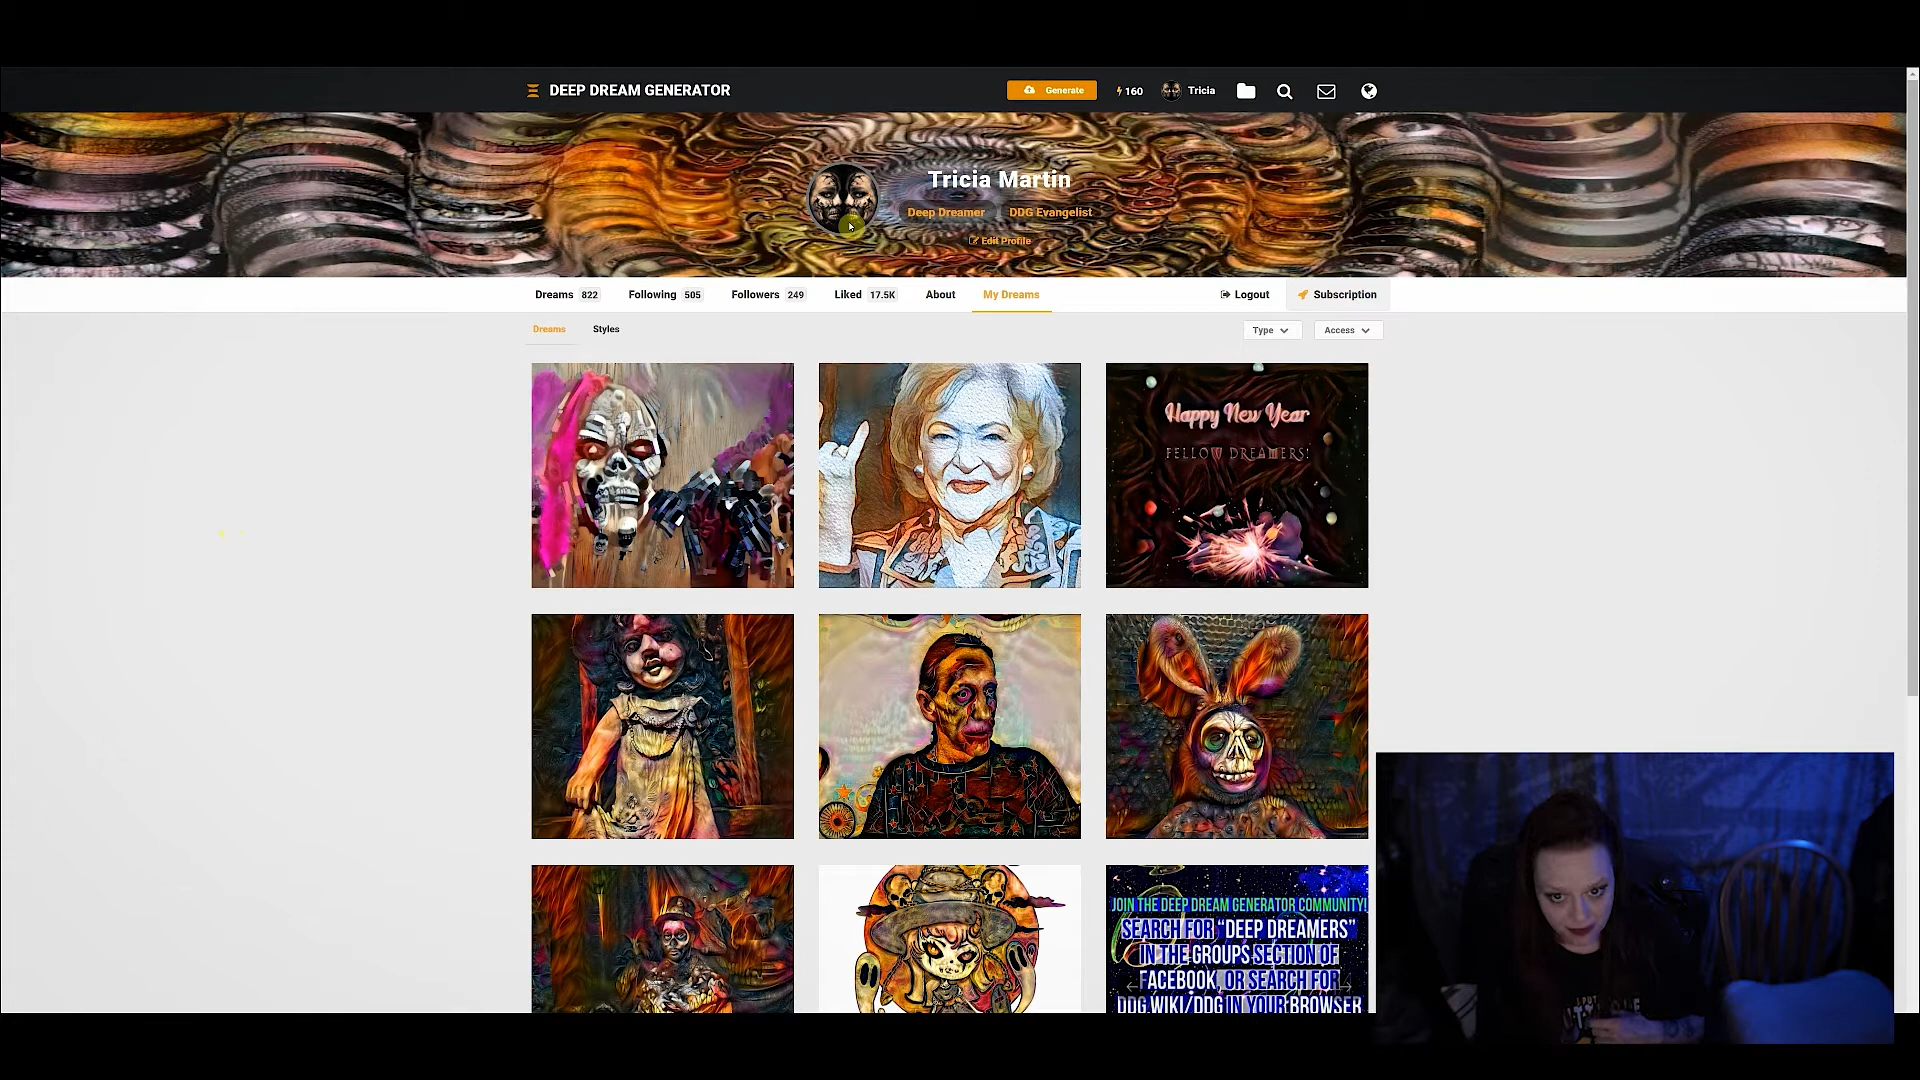 DEEP DREAM GENERATOR
Generate
160
Tricia
Tricia Martin
Deep Dreamer
DDG Evangelist
Edit Profile
Dreams 822
Following 505
Followers 249
Liked 17.5K
About
My Dreams
Logout
Subscription
Dreams
Styles
Type
Access
Happy New Year
FELLOW DREAMERS!
JOIN THE DEEP DREAM GENERATOR COMMUNITY!
SEARCH FOR "DEEP DREAMERS"
IN THE GROUPS SECTION OF
FACEBOOK, OR SEARCH FOR
DDG.WIKI/DDG IN YOUR BROWSER
I PUT